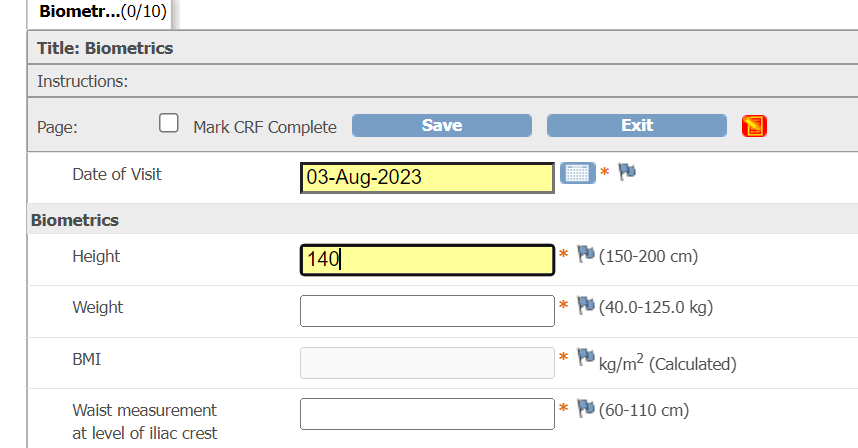 Biometr...(0/10)
Title: Biometrics
Instructions:
Page: Mark CRF Complete Save Exit
Date of Visit 03-Aug-2023 *
Biometrics
Height 140 * (150-200 cm)
Weight * (40.0-125.0 kg)
BMI * kg/m² (Calculated)
Waist measurement * (60-110 cm)
at level of iliac crest